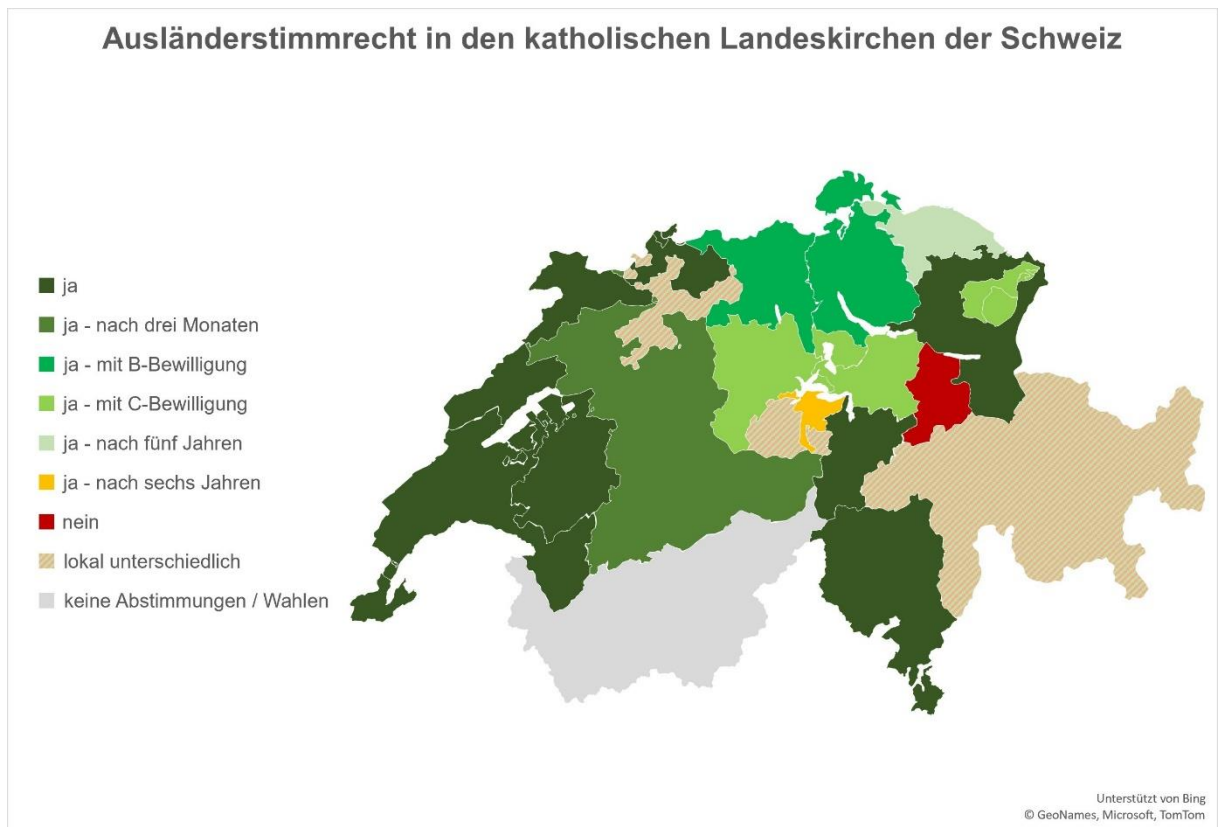 Ausländerstimmrecht in den katholischen Landeskirchen der Schweiz
ja
ja - nach drei Monaten
ja - mit B-Bewilligung
ja - mit C-Bewilligung
ja - nach fünf Jahren
ja - nach sechs Jahren
nein
lokal unterschiedlich
keine Abstimmungen / Wahlen
Unterstützt von Bing
© GeoNames, Microsoft, TomTom